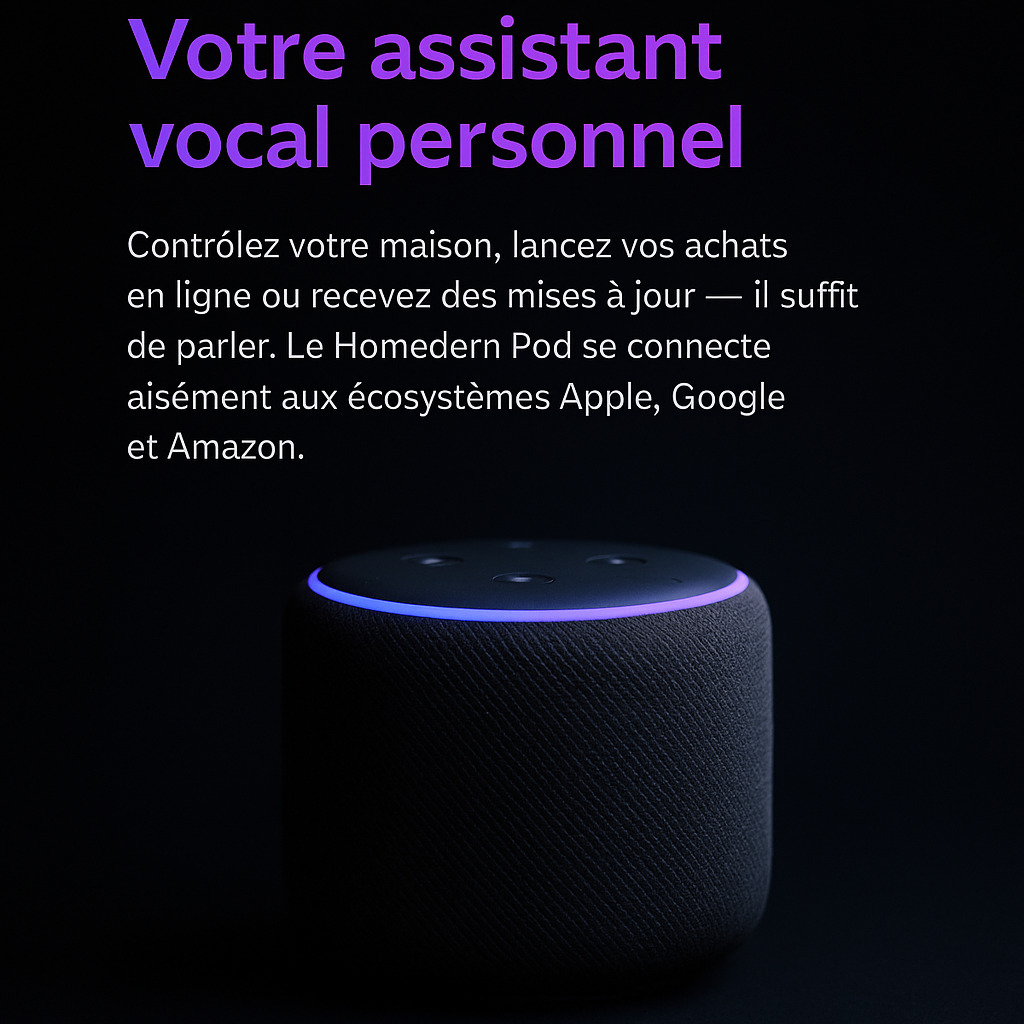 Votre assistant
vocal personnel
Contrólez votre maison, lancez vos achats
en ligne ou recevez des mises à jour — il suffit
de parler. Le Homedern Pod se connecte
aisément aux écosystèmes Apple, Google
et Amazon.